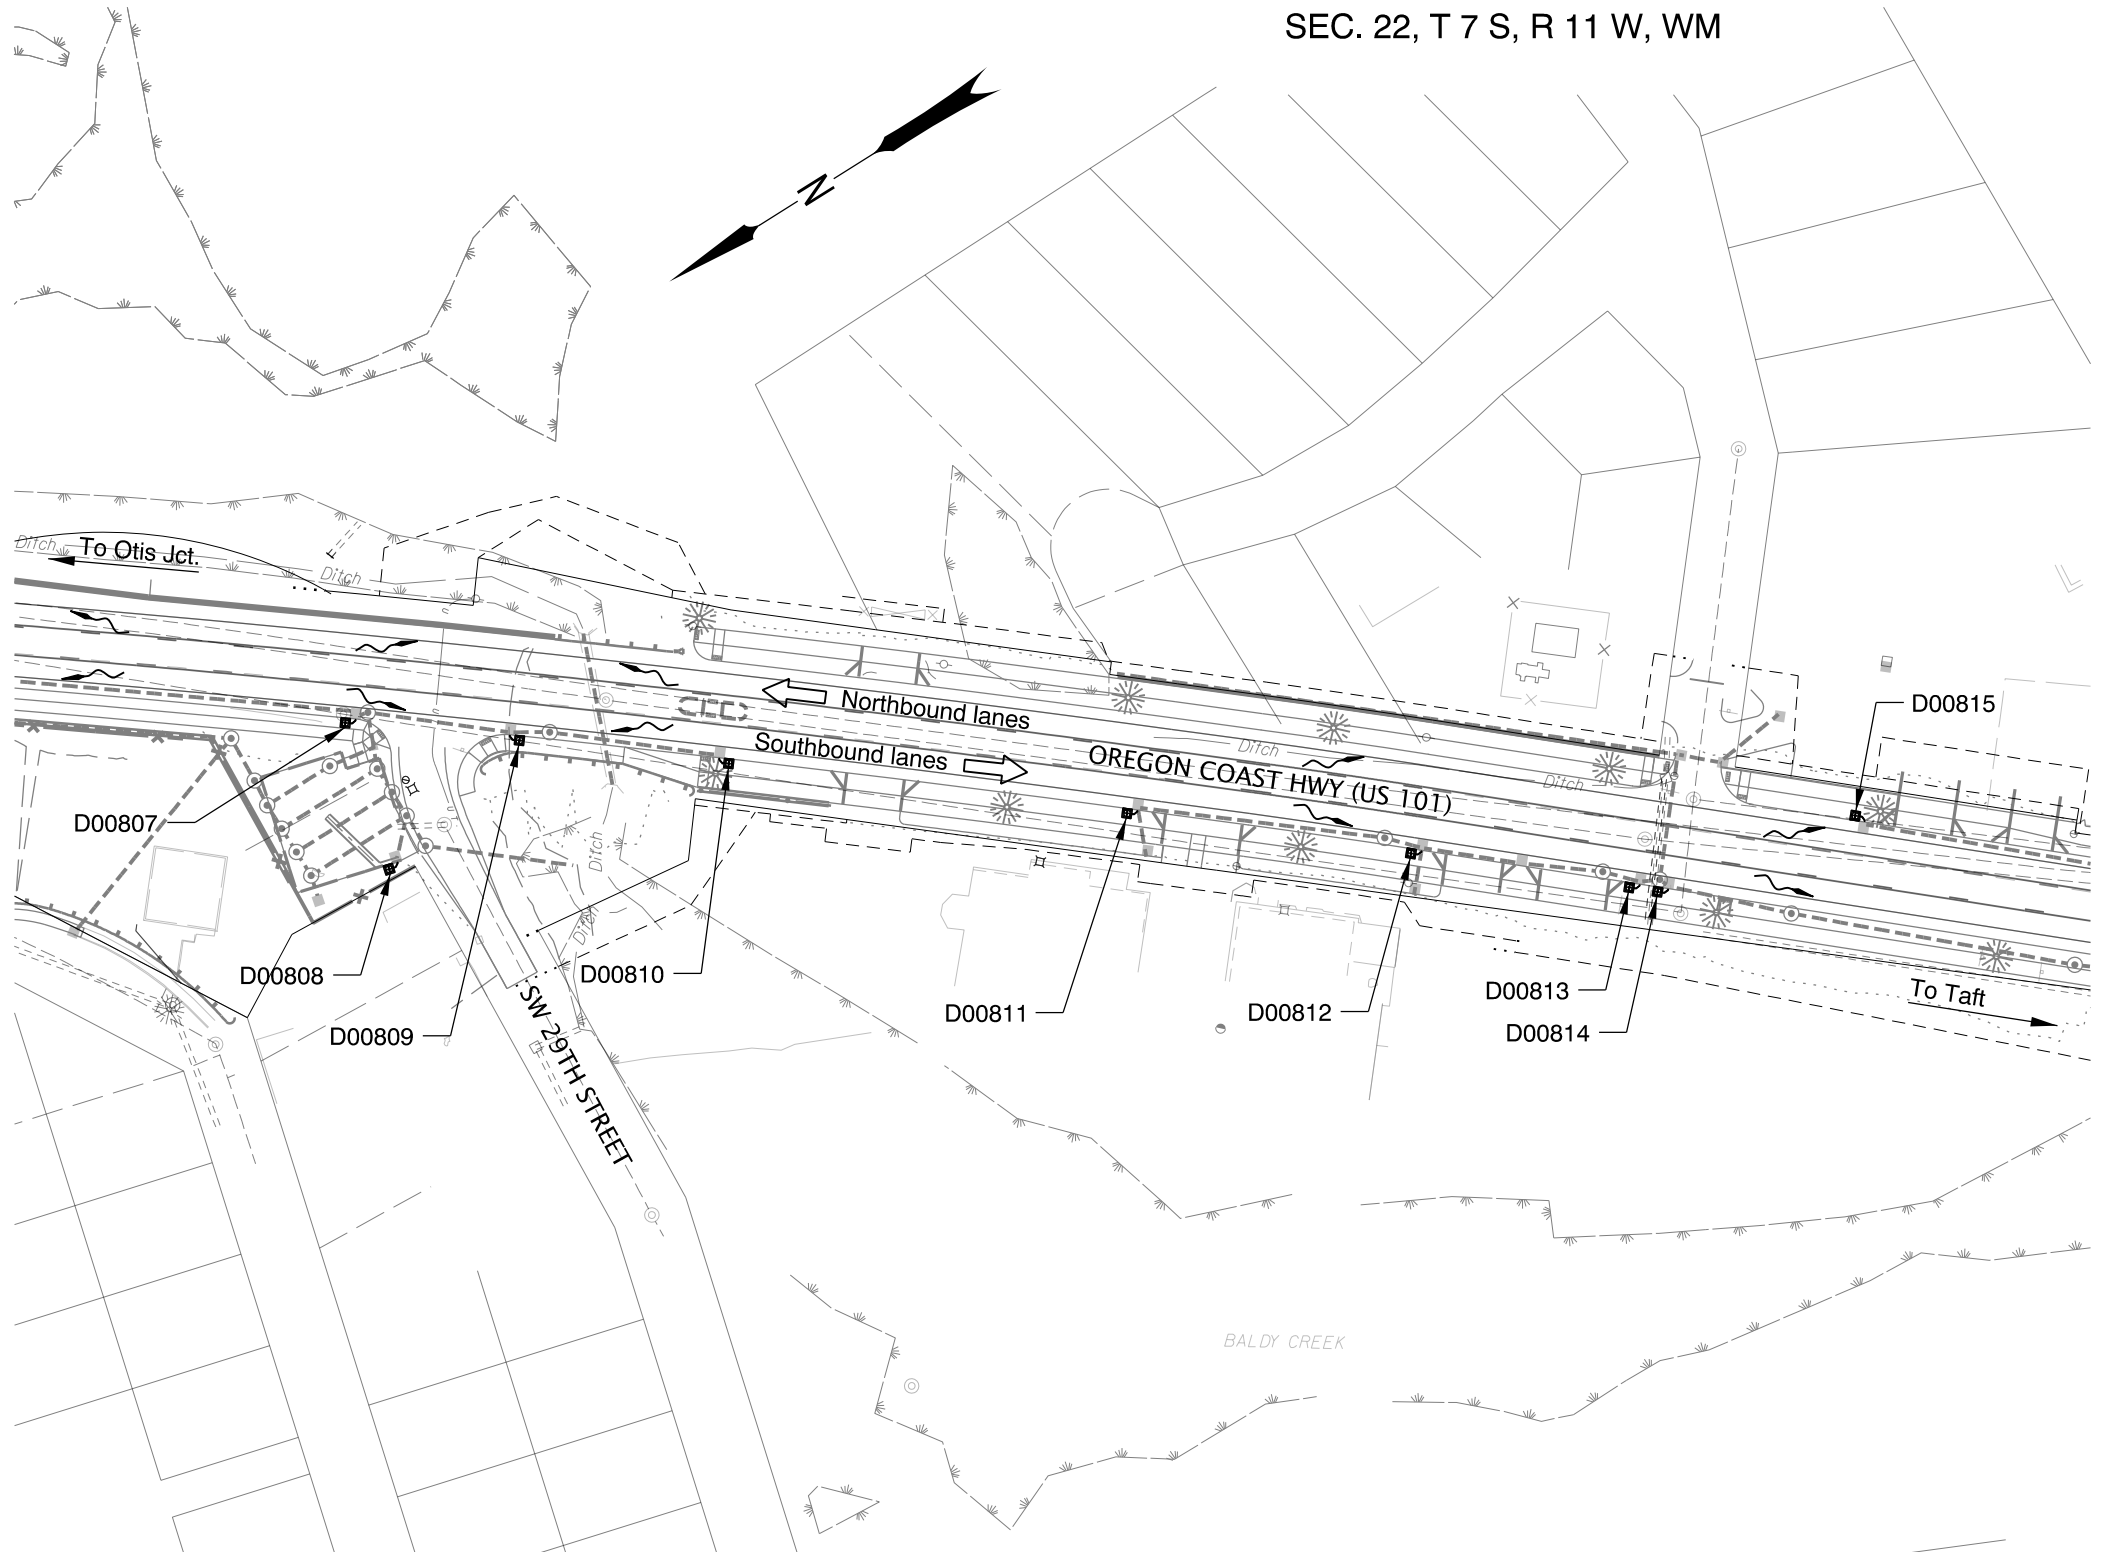 SEC. 22, T 7 S, R 11 W, WM
N
Ditch
To Otis Jct.
Ditch
Northbound lanes
Southbound lanes
Ditch
OREGON COAST HWY (US 101)
Ditch
D00815
D00807
Ditch
Ditch
D00808
D00810
D00809
D00811
D00812
D00813
D00814
To Taft
SW 29TH STREET
BALDY CREEK